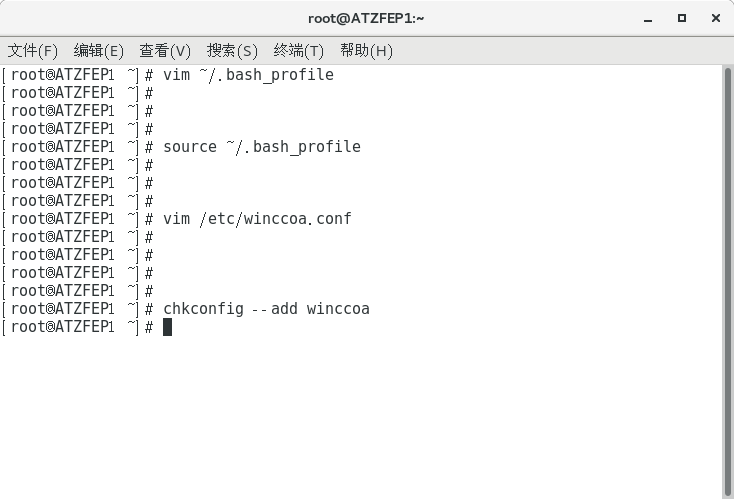 root@ATZFEP1:~
文件(F) 编辑(E) 查看(V) 搜索(S) 终端(T) 帮助(H)
[root@ATZFEP1 ~]# vim ~/.bash_profile
[root@ATZFEP1 ~]#
[root@ATZFEP1 ~]#
[root@ATZFEP1 ~]#
[root@ATZFEP1 ~]# source ~/.bash_profile
[root@ATZFEP1 ~]#
[root@ATZFEP1 ~]#
[root@ATZFEP1 ~]#
[root@ATZFEP1 ~]# vim /etc/winccoa.conf
[root@ATZFEP1 ~]#
[root@ATZFEP1 ~]#
[root@ATZFEP1 ~]#
[root@ATZFEP1 ~]#
[root@ATZFEP1 ~]# chkconfig --add winccoa
[root@ATZFEP1 ~]#